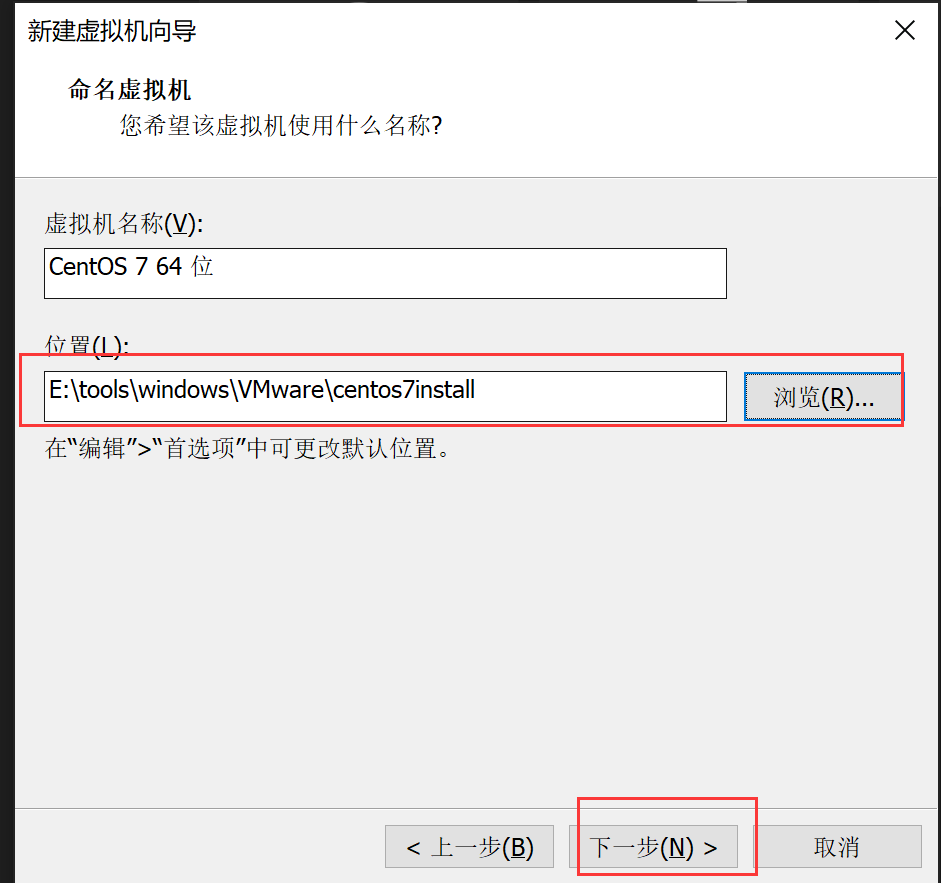 新建虚拟机向导
命名虚拟机
您希望该虚拟机使用什么名称?
虚拟机名称(V):
CentOS 7 64 位
位置(L):
E:\tools\windows\VMware\centos7install
浏览(R)...
在“编辑”>“首选项”中可更改默认位置。
< 上一步(B)
下一步(N) >
取消